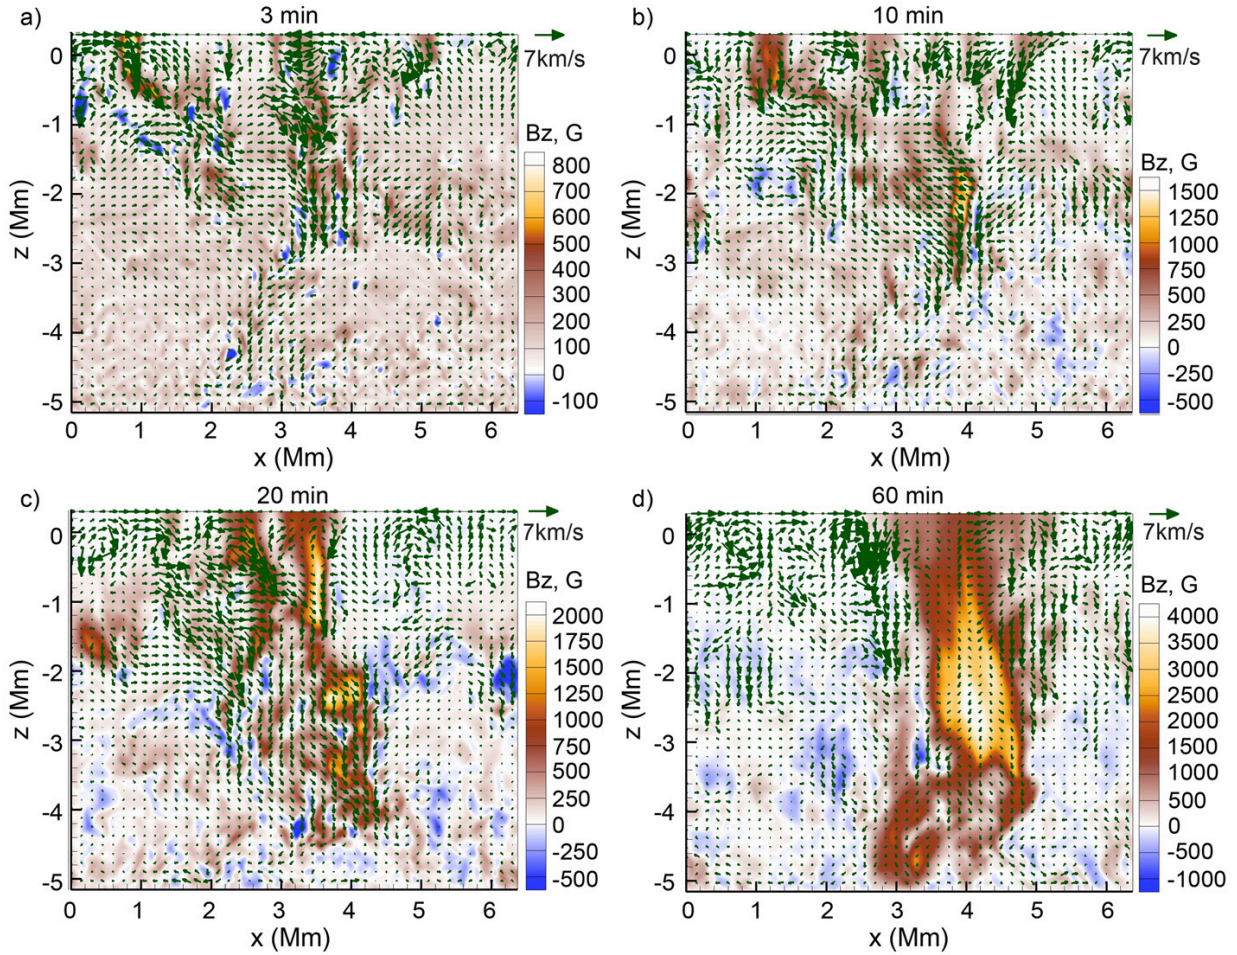 a) 3 min
7km/s
z (Mm)
0
-1
-2
-3
-4
-5
0 1 2 3 4 5 6
x (Mm)
Bz, G
800
700
600
500
400
300
200
100
0
-100
b) 10 min
7km/s
z (Mm)
0
-1
-2
-3
-4
-5
0 1 2 3 4 5 6
x (Mm)
Bz, G
1500
1250
1000
750
500
250
0
-250
-500
c) 20 min
7km/s
z (Mm)
0
-1
-2
-3
-4
-5
0 1 2 3 4 5 6
x (Mm)
Bz, G
2000
1750
1500
1250
1000
750
500
250
0
-250
-500
d) 60 min
7km/s
z (Mm)
0
-1
-2
-3
-4
-5
0 1 2 3 4 5 6
x (Mm)
Bz, G
4000
3500
3000
2500
2000
1500
1000
500
0
-500
-1000